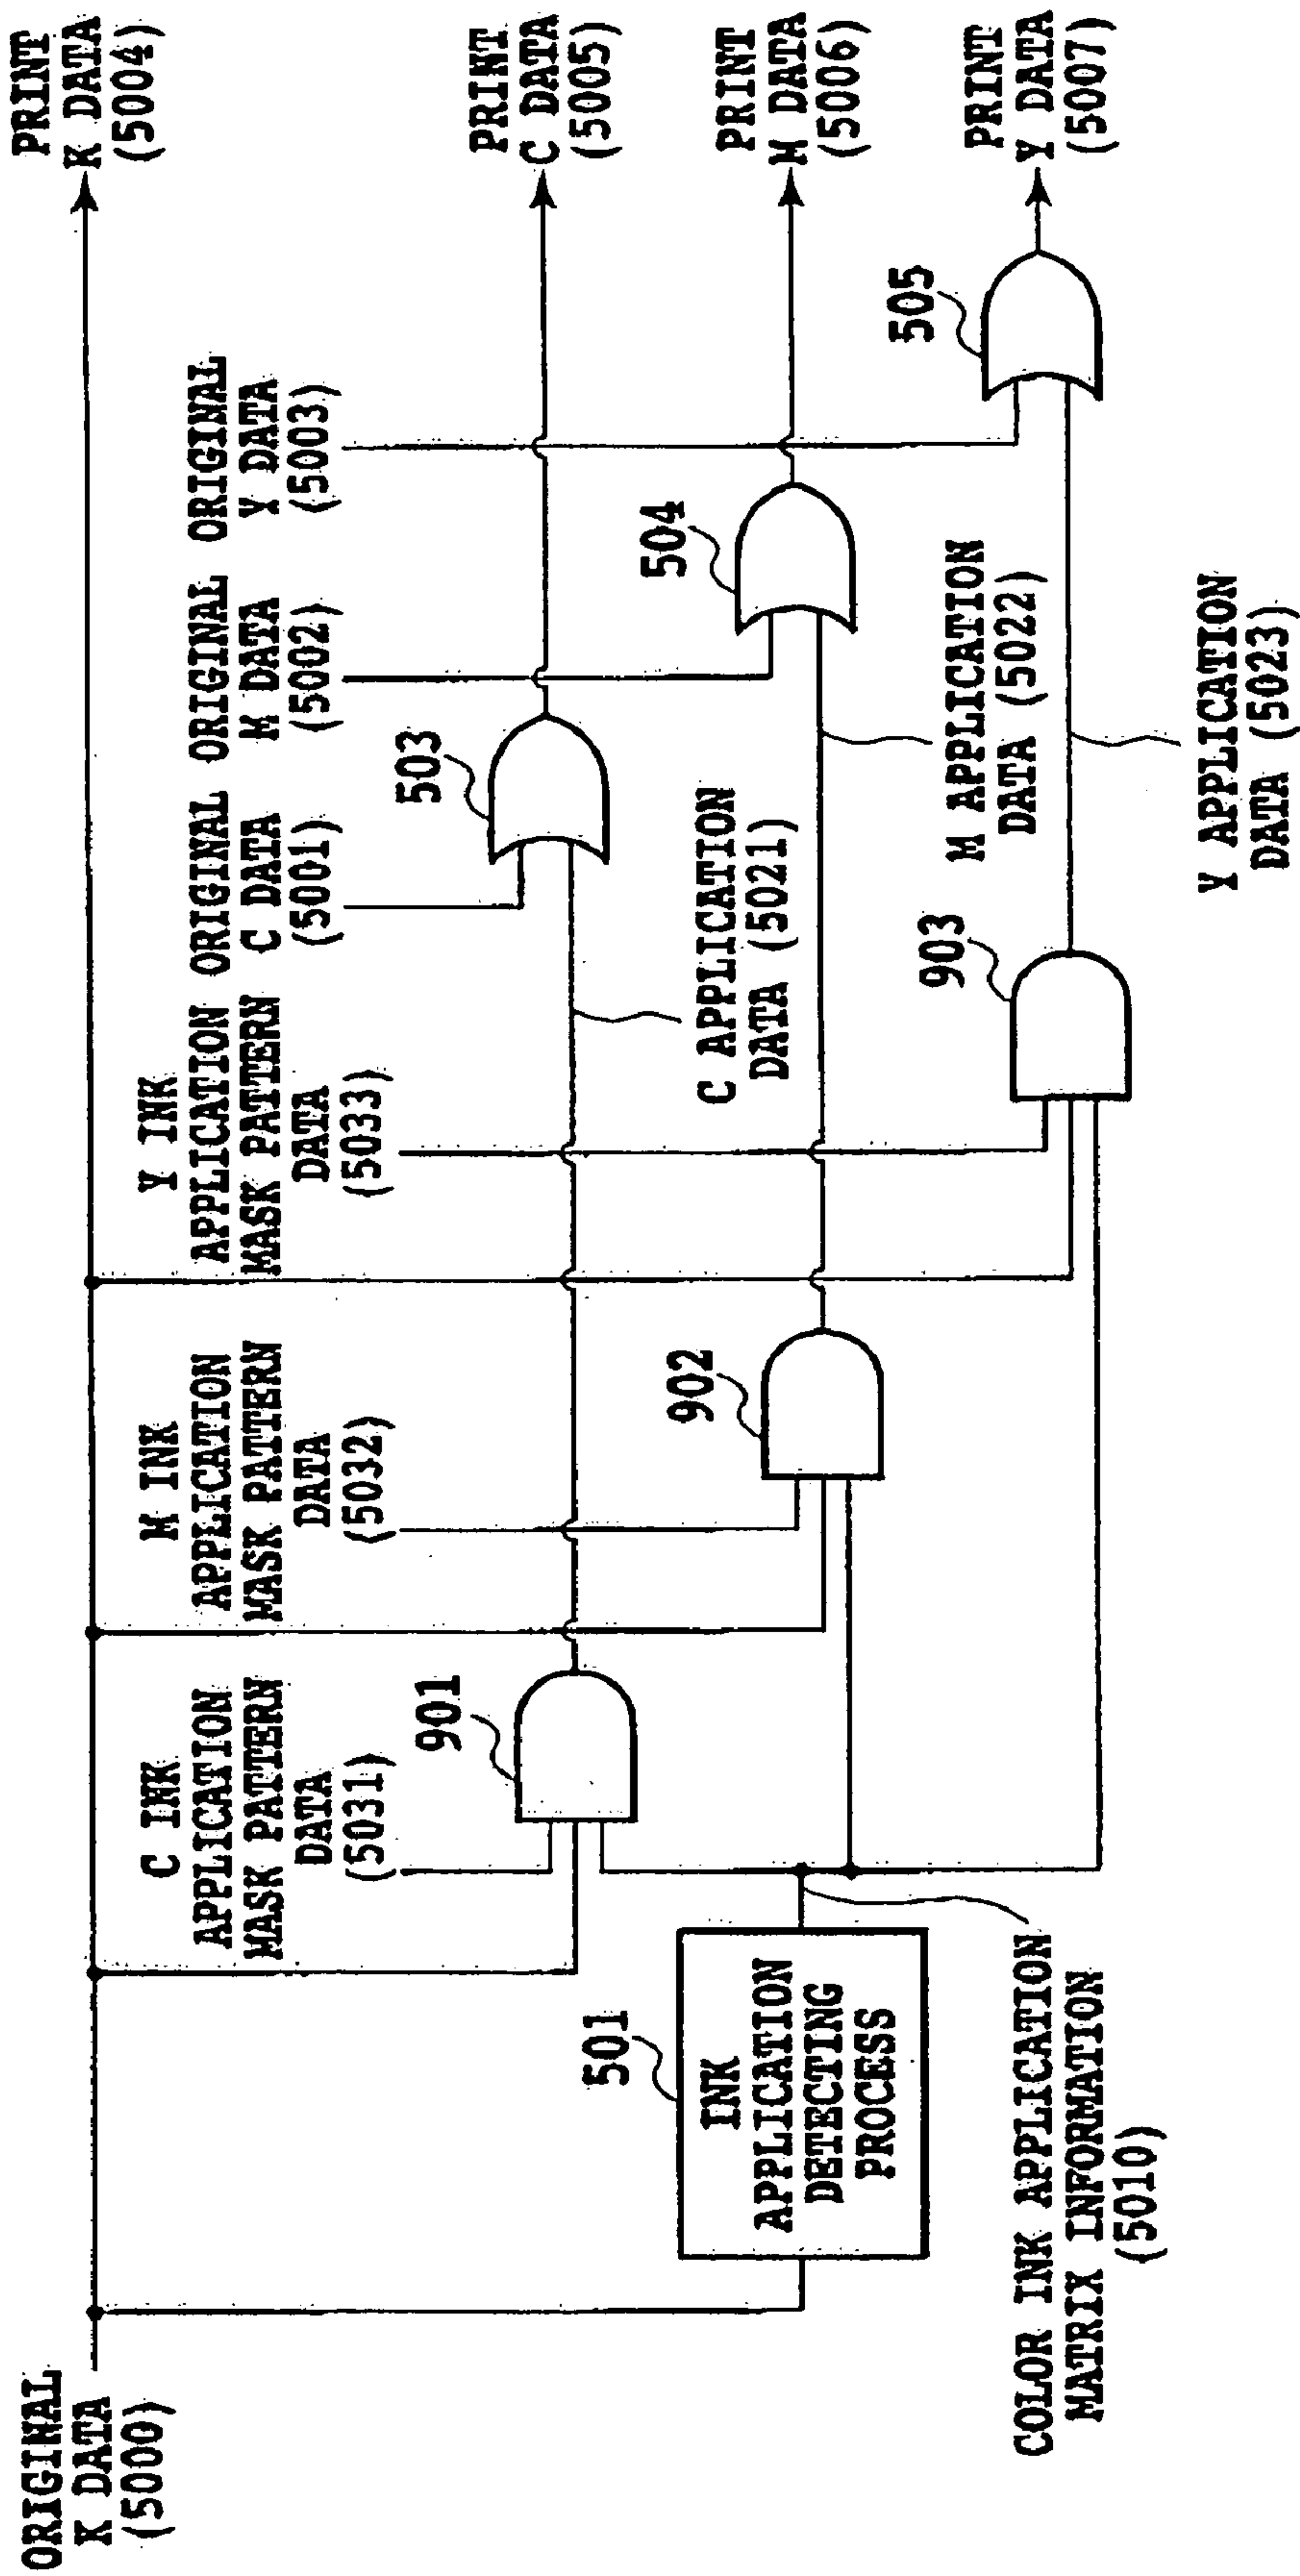 ORIGINAL
K DATA
(5000)
PRINT
K DATA
(5004)
C INK
APPLICATION
MASK PATTERN
DATA
(5031)
M INK
APPLICATION
MASK PATTERN
DATA
(5032)
Y INK
APPLICATION
MASK PATTERN
DATA
(5033)
ORIGINAL
C DATA
(5001)
ORIGINAL
M DATA
(5002)
ORIGINAL
Y DATA
(5003)
901
503
PRINT
C DATA
(5005)
501
INK
APPLICATION
DETECTING
PROCESS
902
C APPLICATION
DATA (5021)
504
PRINT
M DATA
(5006)
903
M APPLICATION
DATA (5022)
505
PRINT
Y DATA
(5007)
COLOR INK APPLICATION
MATRIX INFORMATION
(5010)
Y APPLICATION
DATA (5023)